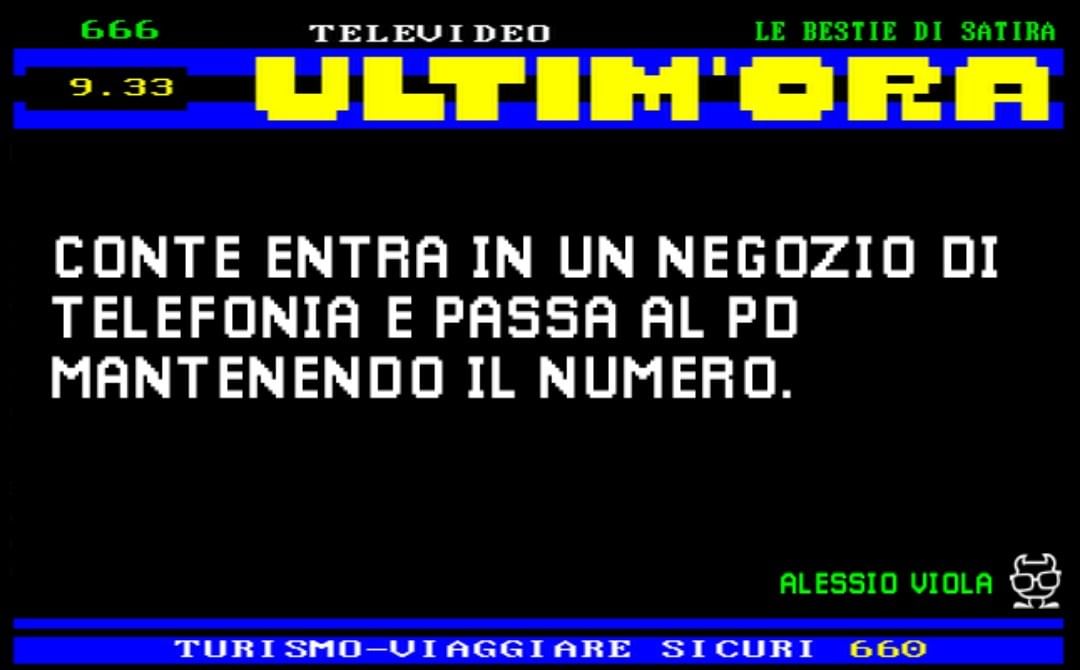 666 TELEVIDEO LE BESTIE DI SATIRA
9.33 ULTIM'ORA
CONTE ENTRA IN UN NEGOZIO DI
TELEFONIA E PASSA AL PD
MANTENENDO IL NUMERO.
ALESSIO VIOLA
TURISMO-VIAGGIARE SICURI 660